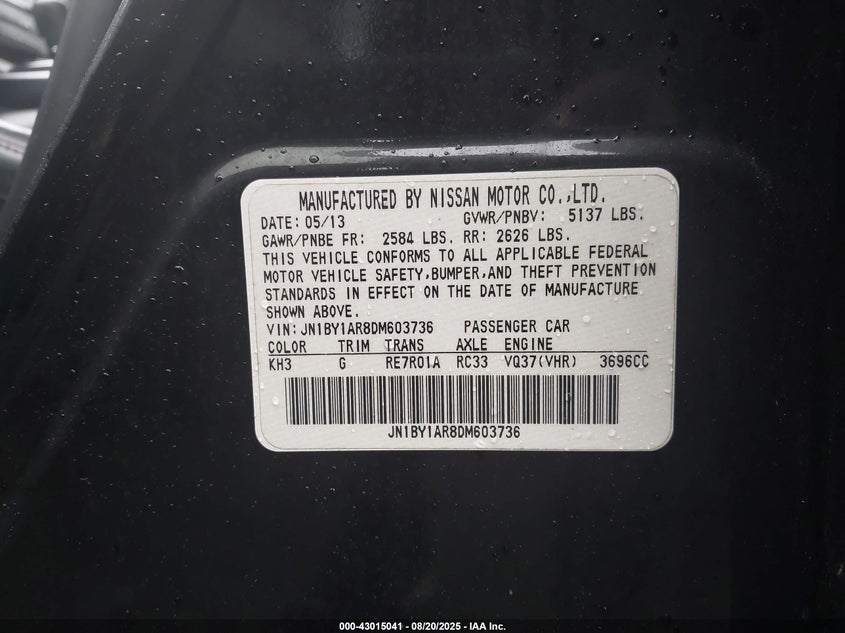 MANUFACTURED BY NISSAN MOTOR CO.,LTD.
DATE: 05/13 GVWR/PNBV: 5137 LBS.
GAWR/PNBE FR: 2584 LBS. RR: 2626 LBS.
THIS VEHICLE CONFORMS TO ALL APPLICABLE FEDERAL
MOTOR VEHICLE SAFETY,BUMPER,AND THEFT PREVENTION
STANDARDS IN EFFECT ON THE DATE OF MANUFACTURE
SHOWN ABOVE.
VIN: JN1BY1AR8DM603736 PASSENGER CAR
COLOR TRIM TRANS AXLE ENGINE
KH3 G RE7R01A RC33 VQ37(VHR) 3696CC
JN1BY1AR8DM603736
000-43015041 - 08/20/2025 - IAA Inc.